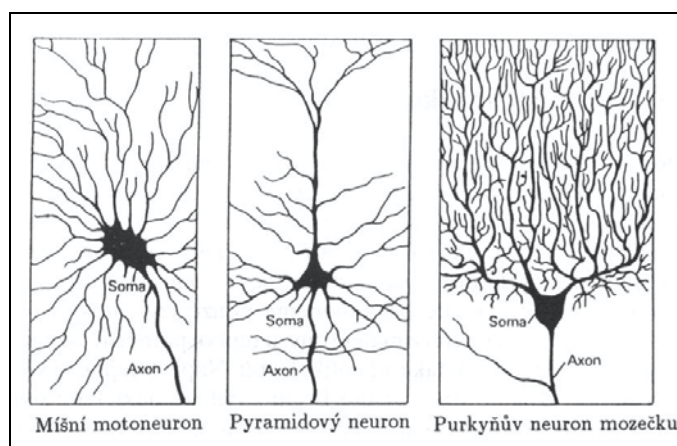 Soma
Axon
Míšní motoneuron
Soma
Axon
Pyramidový neuron
Soma
Axon
Purkyňův neuron mozečku